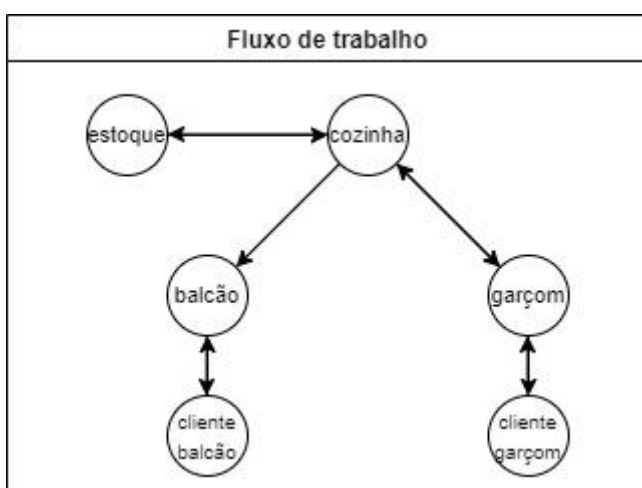 Fluxo de trabalho
estoque
cozinha
balcão
garçom
cliente
balcão
cliente
garçom